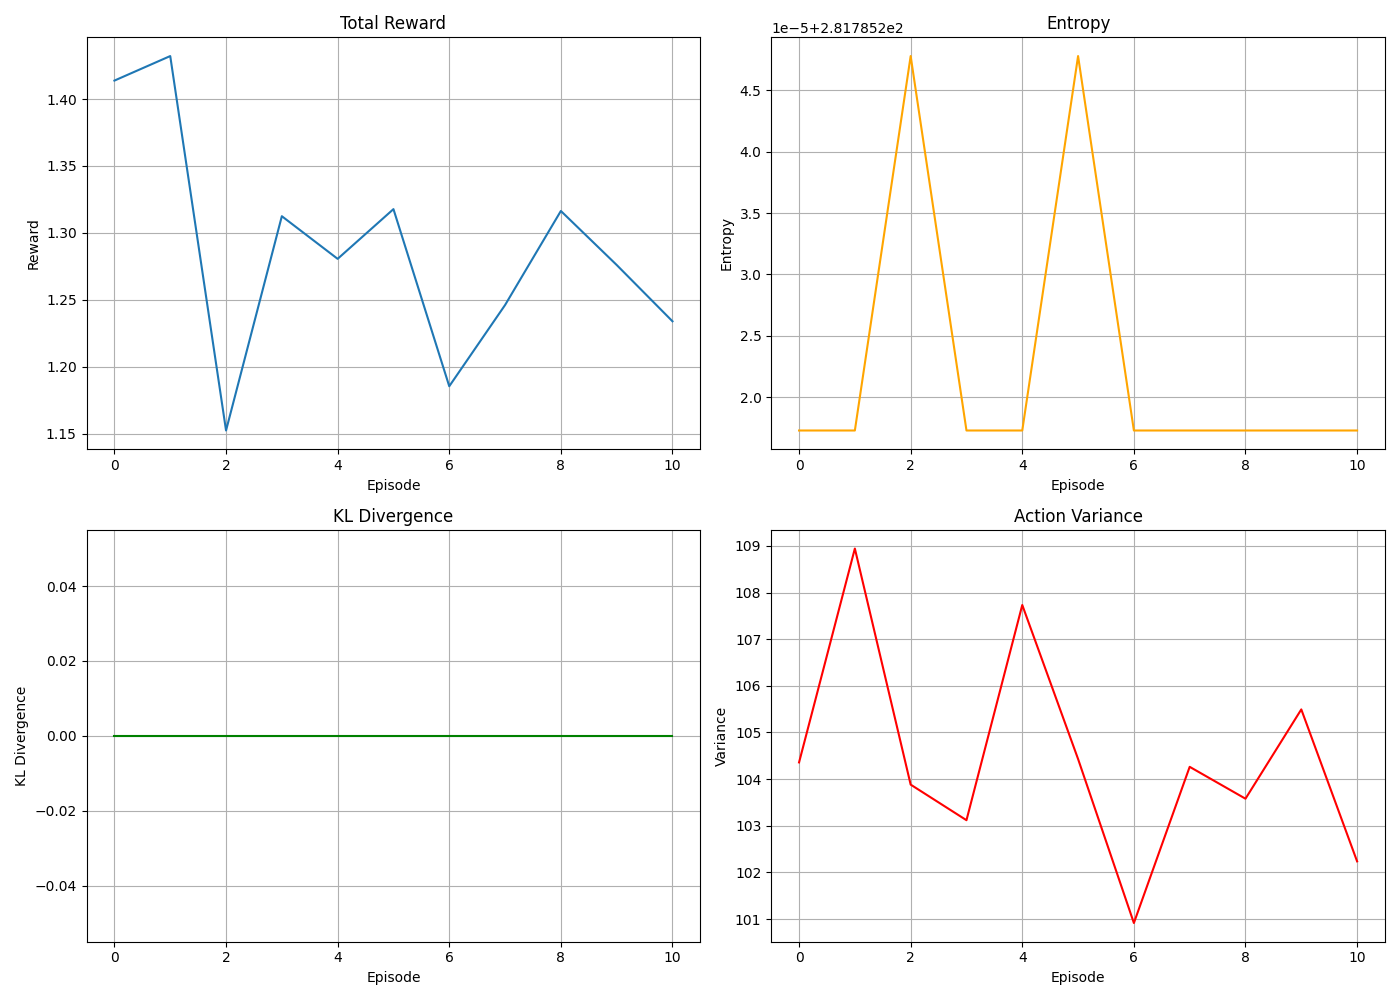 Total Reward
Reward
1.40
1.35
1.30
1.25
1.20
1.15
0 2 4 6 8 10
Episode
Entropy
1e−5+2.817852e2
Entropy
4.5
4.0
3.5
3.0
2.5
2.0
0 2 4 6 8 10
Episode
KL Divergence
KL Divergence
0.04
0.02
0.00
−0.02
−0.04
0 2 4 6 8 10
Episode
Action Variance
Variance
109
108
107
106
105
104
103
102
101
0 2 4 6 8 10
Episode